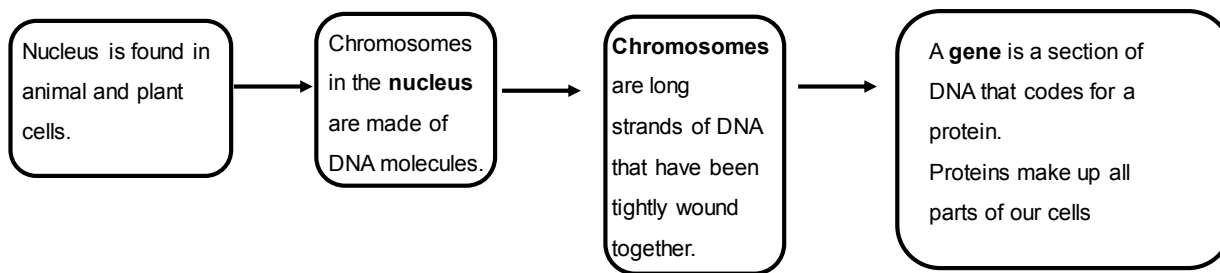 Nucleus is found in
animal and plant
cells.
Chromosomes
in the nucleus
are made of
DNA molecules.
Chromosomes
are long
strands of DNA
that have been
tightly wound
together.
A gene is a section of
DNA that codes for a
protein.
Proteins make up all
parts of our cells